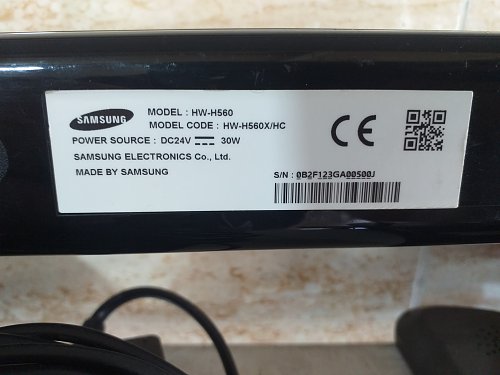 SAMSUNG
MODEL : HW-H560
MODEL CODE : HW-H560X/HC
POWER SOURCE : DC24V ⎓ 30W
SAMSUNG ELECTRONICS Co., Ltd.
MADE BY SAMSUNG
CE
S/N : 0B2F123GA00500J